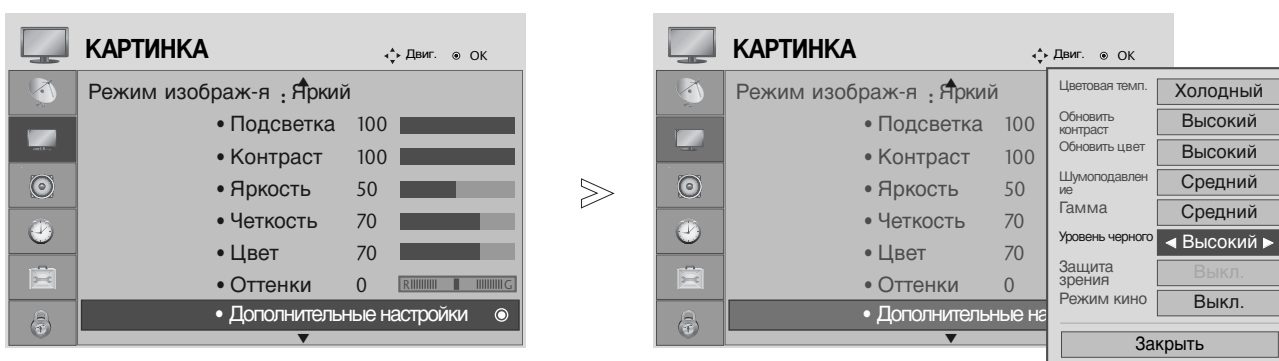 КАРТИНКА
Двиг. OK
Режим изображ-я : Яркий
• Подсветка 100
• Контраст 100
• Яркость 50
• Четкость 70
• Цвет 70
• Оттенки 0 R G
• Дополнительные настройки
КАРТИНКА
Двиг. OK
Режим изображ-я : Яркий
• Подсветка 100
• Контраст 100
• Яркость 50
• Четкость 70
• Цвет 70
• Оттенки 0
• Дополнительные на
Цветовая темп. Холодный
Обновить
контраст Высокий
Обновить цвет Высокий
Шумоподавлен
ие Средний
Гамма Средний
Уровень черного ◄ Высокий ►
Защита
зрения Выкл.
Режим кино Выкл.
Закрыть